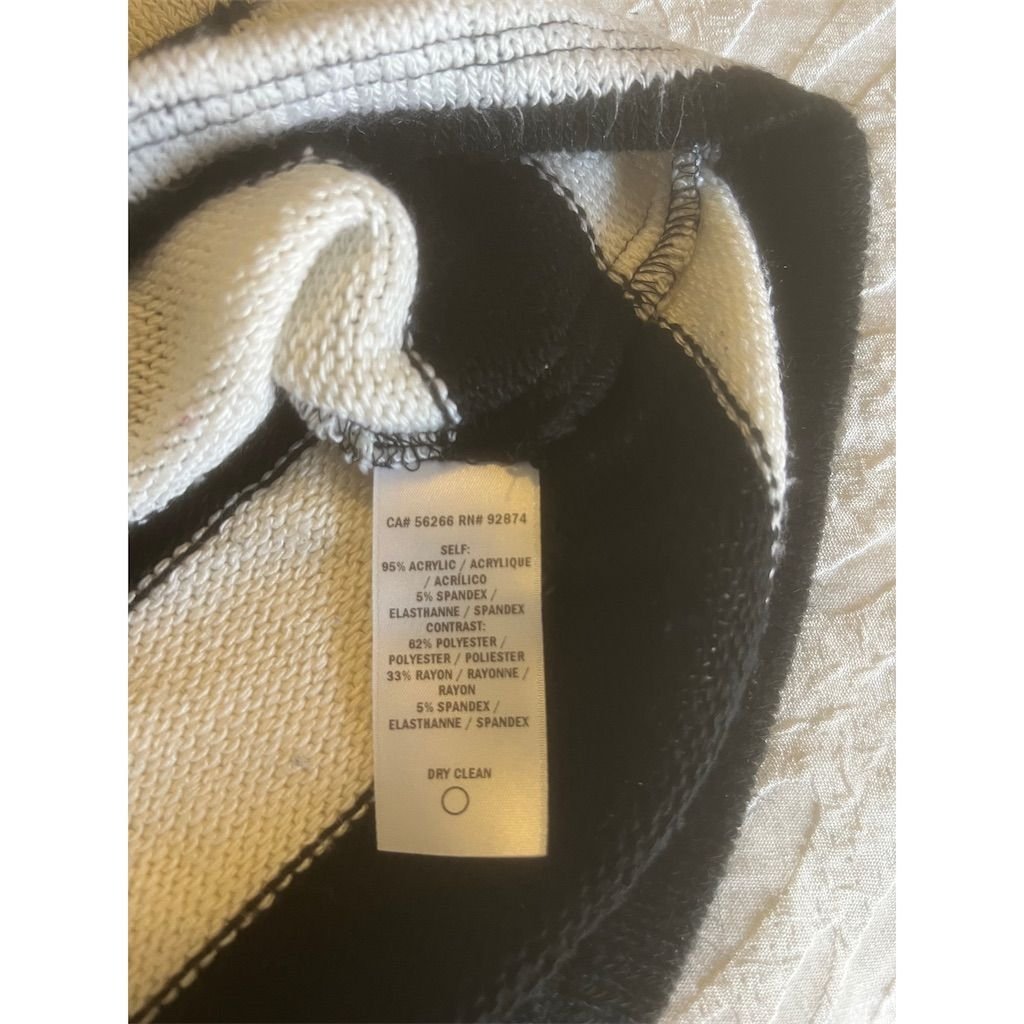 CA# 56266 RN# 92874
SELF:
95% ACRYLIC / ACRYLIQUE
/ ACRÍLICO
5% SPANDEX /
ELASTHANNE / SPANDEX
CONTRAST:
62% POLYESTER /
POLYESTER / POLIESTER
33% RAYON / RAYONNE /
RAYON
5% SPANDEX /
ELASTHANNE / SPANDEX
DRY CLEAN